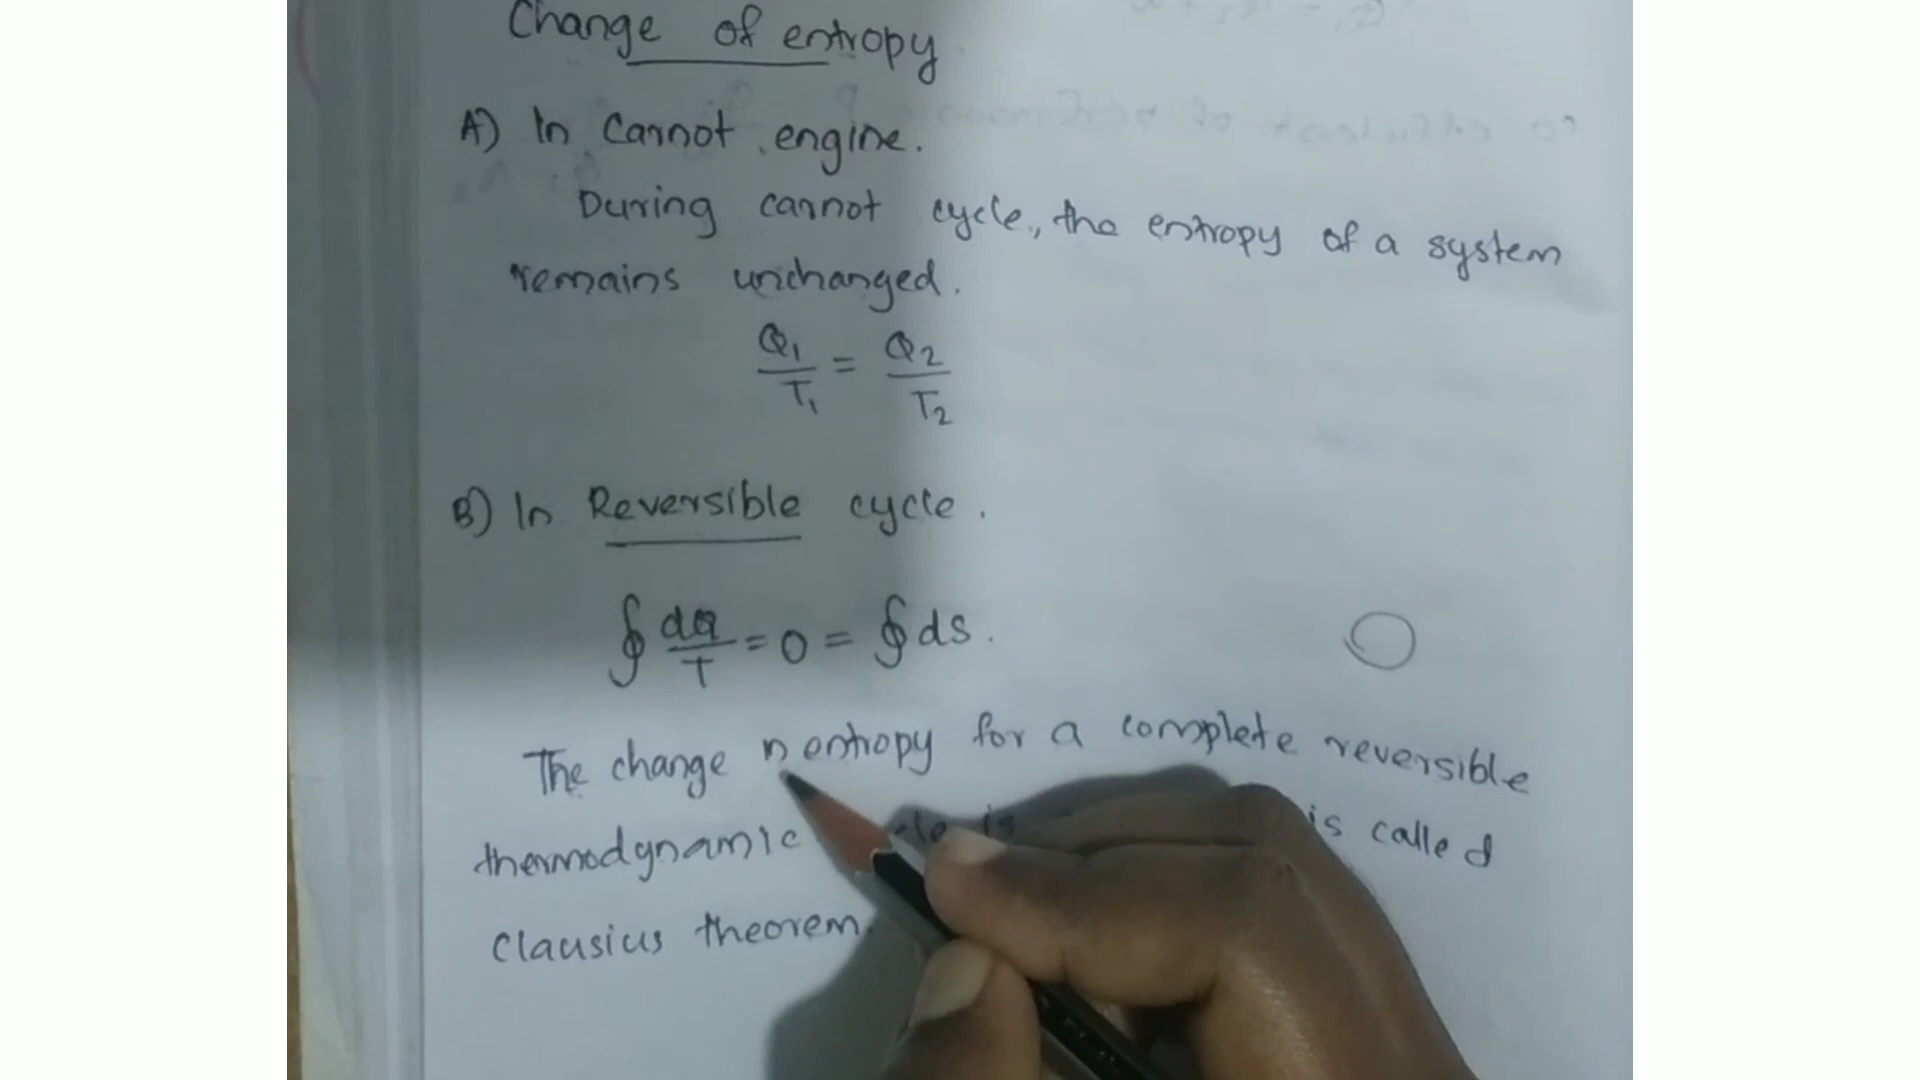 Change of entropy
A) In Carnot engine.
During carnot cycle, the entropy of a system
remains unchanged.
Q₁/T₁ = Q₂/T₂
B) In Reversible cycle.
∮ dQ/T = 0 = ∮ ds.
The change n entropy for a complete reversible
thermodynamic is called
Clausius theorem.